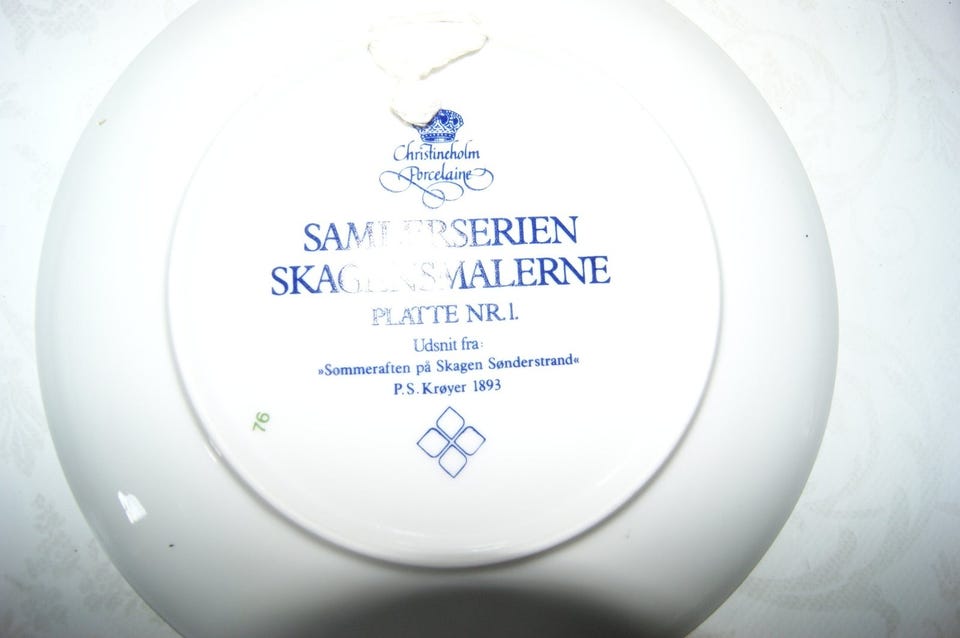 Christineholm
Porcelaine
SAMLERSERIEN
SKAGENSMALERNE
PLATTE NR. 1.
Udsnit fra:
»Sommeraften på Skagen Sønderstrand«
P.S. Krøyer 1893
76